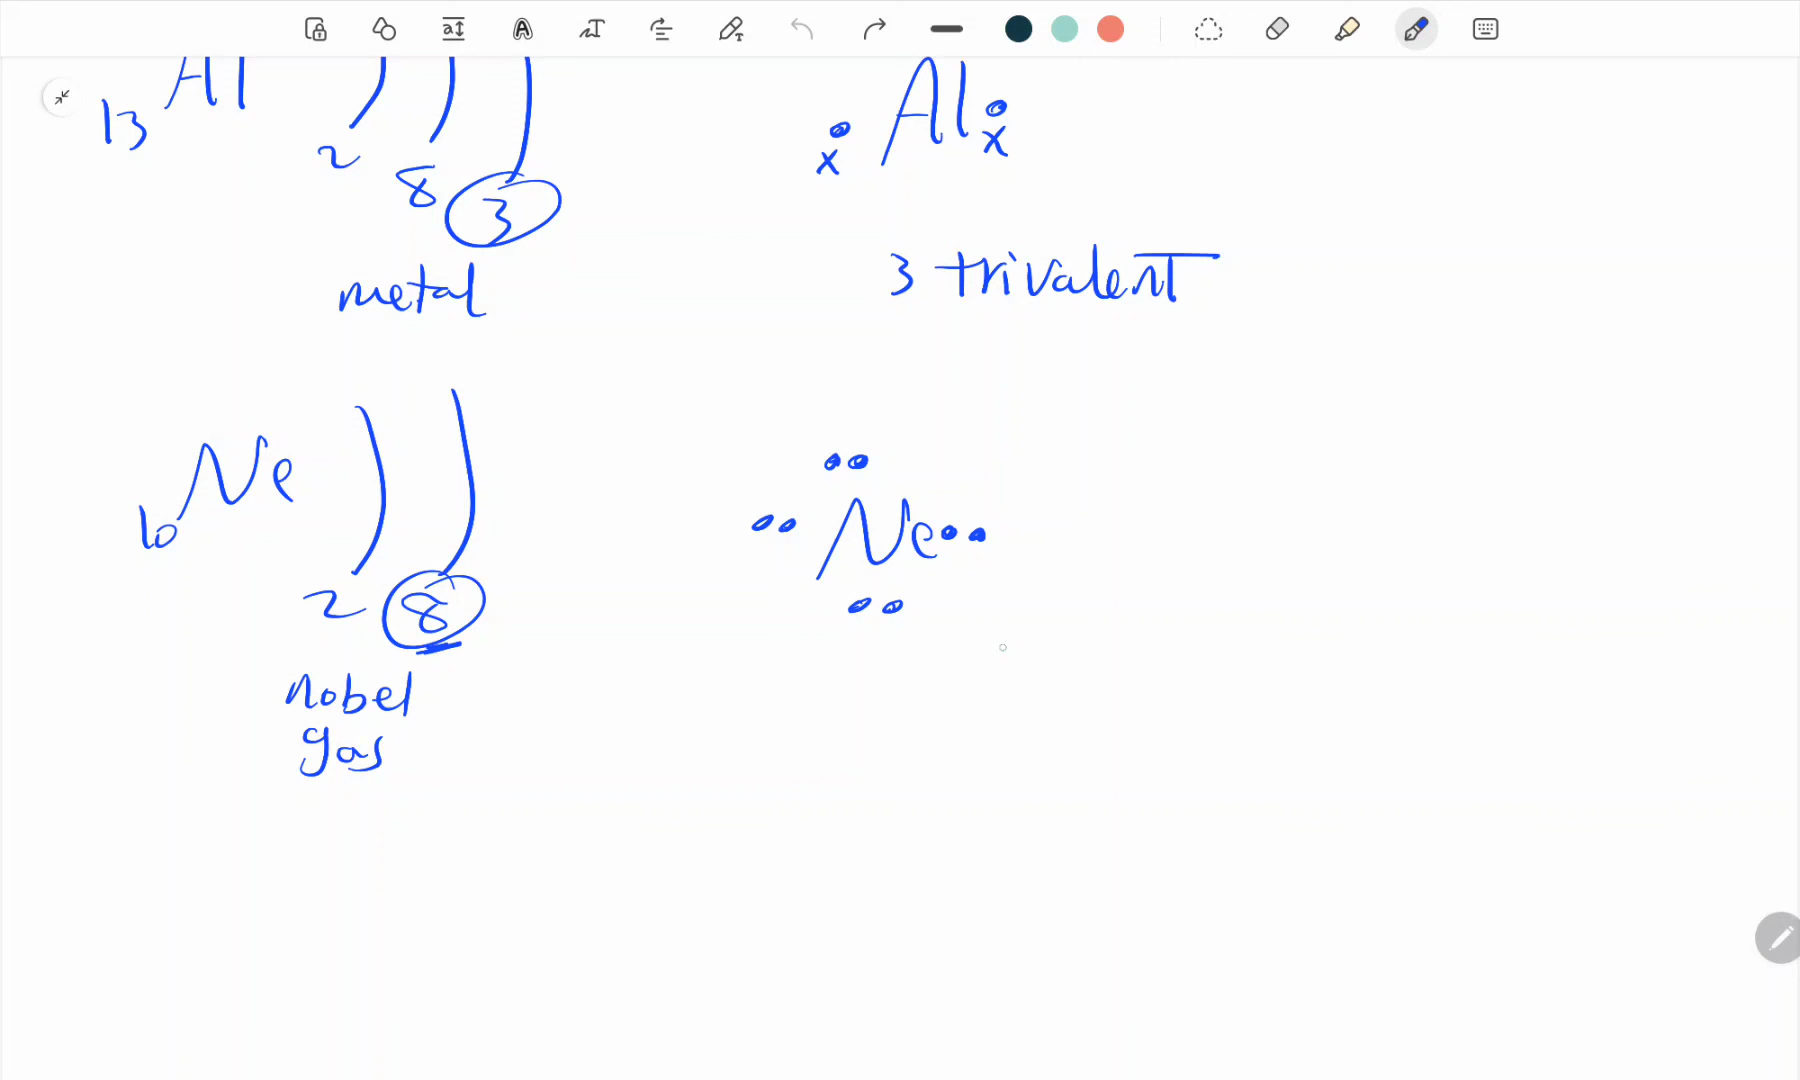 13 Al
2 8 3
metal
x Al x
3 trivalent
10 Ne
2 8
nobel
gas
Ne